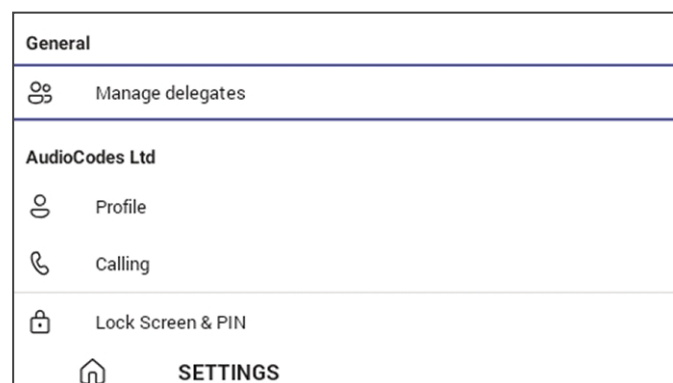 General
Manage delegates
AudioCodes Ltd
Profile
Calling
Lock Screen & PIN
SETTINGS